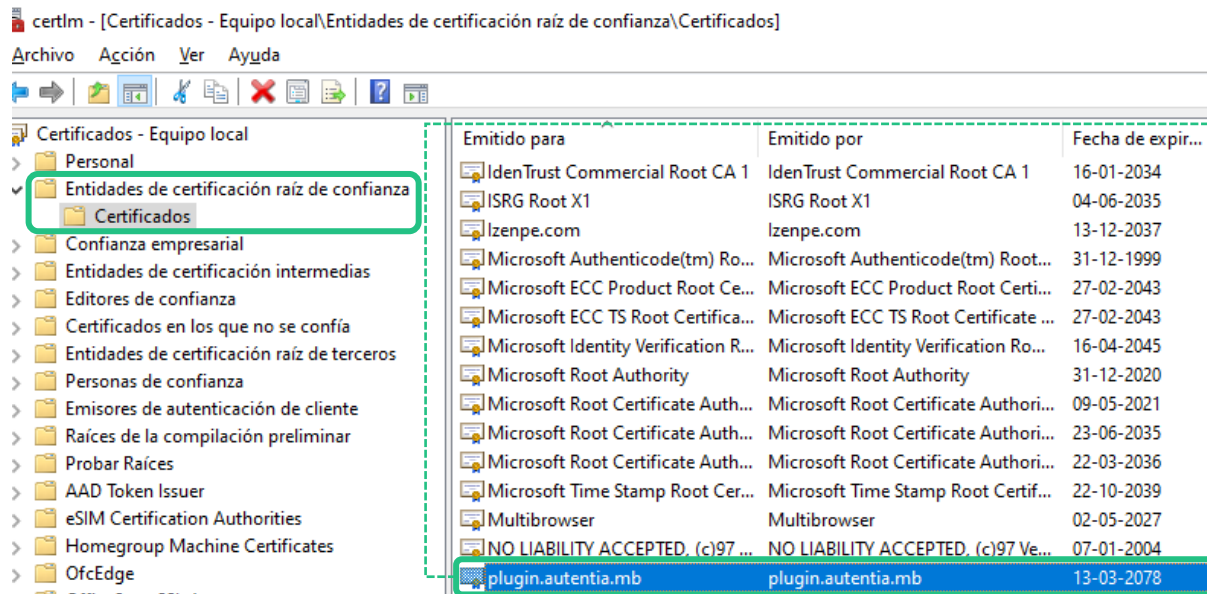 certlm - [Certificados - Equipo local\Entidades de certificación raíz de confianza\Certificados]
Archivo Acción Ver Ayuda
Certificados - Equipo local
Personal
Entidades de certificación raíz de confianza
Certificados
Confianza empresarial
Entidades de certificación intermedias
Editores de confianza
Certificados en los que no se confía
Entidades de certificación raíz de terceros
Personas de confianza
Emisores de autenticación de cliente
Raíces de la compilación preliminar
Probar Raíces
AAD Token Issuer
eSIM Certification Authorities
Homegroup Machine Certificates
OfcEdge
Emitido para Emitido por Fecha de expir...
IdenTrust Commercial Root CA 1 IdenTrust Commercial Root CA 1 16-01-2034
ISRG Root X1 ISRG Root X1 04-06-2035
Izenpe.com Izenpe.com 13-12-2037
Microsoft Authenticode(tm) Ro... Microsoft Authenticode(tm) Root... 31-12-1999
Microsoft ECC Product Root Ce... Microsoft ECC Product Root Certi... 27-02-2043
Microsoft ECC TS Root Certifica... Microsoft ECC TS Root Certificate ... 27-02-2043
Microsoft Identity Verification R... Microsoft Identity Verification Ro... 16-04-2045
Microsoft Root Authority Microsoft Root Authority 31-12-2020
Microsoft Root Certificate Auth... Microsoft Root Certificate Authori... 09-05-2021
Microsoft Root Certificate Auth... Microsoft Root Certificate Authori... 23-06-2035
Microsoft Root Certificate Auth... Microsoft Root Certificate Authori... 22-03-2036
Microsoft Time Stamp Root Cer... Microsoft Time Stamp Root Certif... 22-10-2039
Multibrowser Multibrowser 02-05-2027
NO LIABILITY ACCEPTED, (c)97 ... NO LIABILITY ACCEPTED, (c)97 Ve... 07-01-2004
plugin.autentia.mb plugin.autentia.mb 13-03-2078